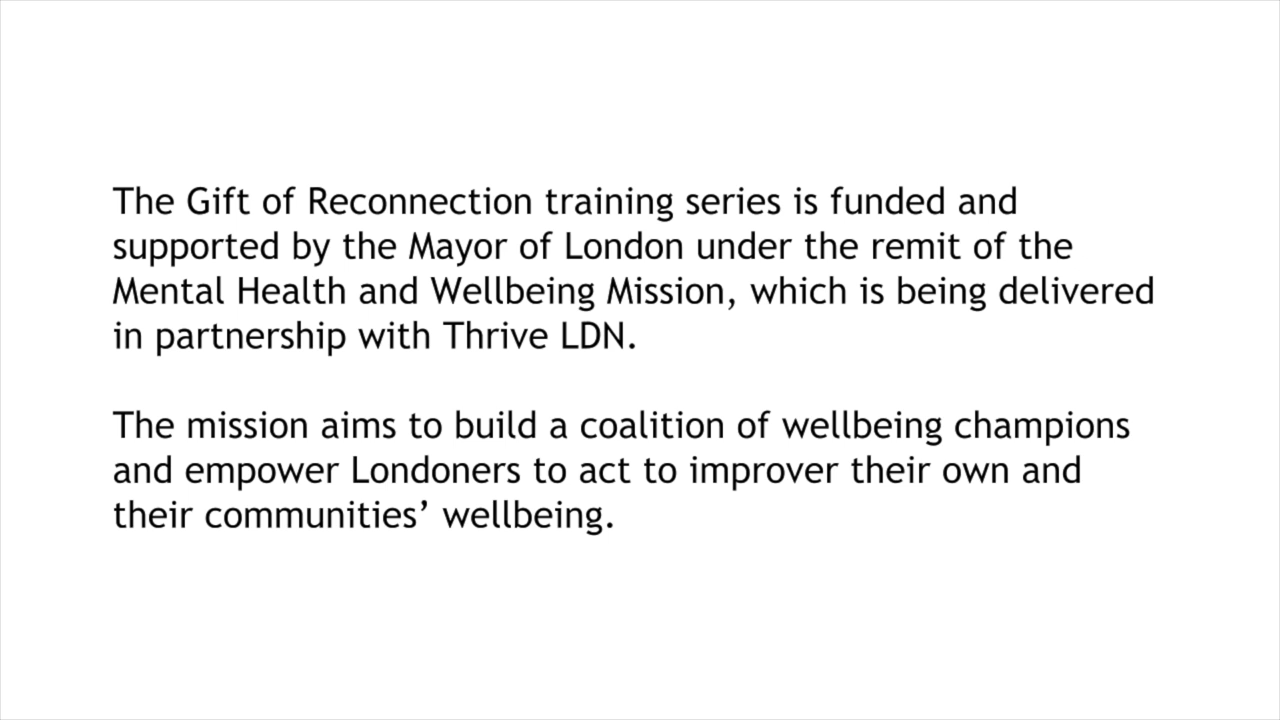 The Gift of Reconnection training series is funded and
supported by the Mayor of London under the remit of the
Mental Health and Wellbeing Mission, which is being delivered
in partnership with Thrive LDN.
The mission aims to build a coalition of wellbeing champions
and empower Londoners to act to improver their own and
their communities’ wellbeing.